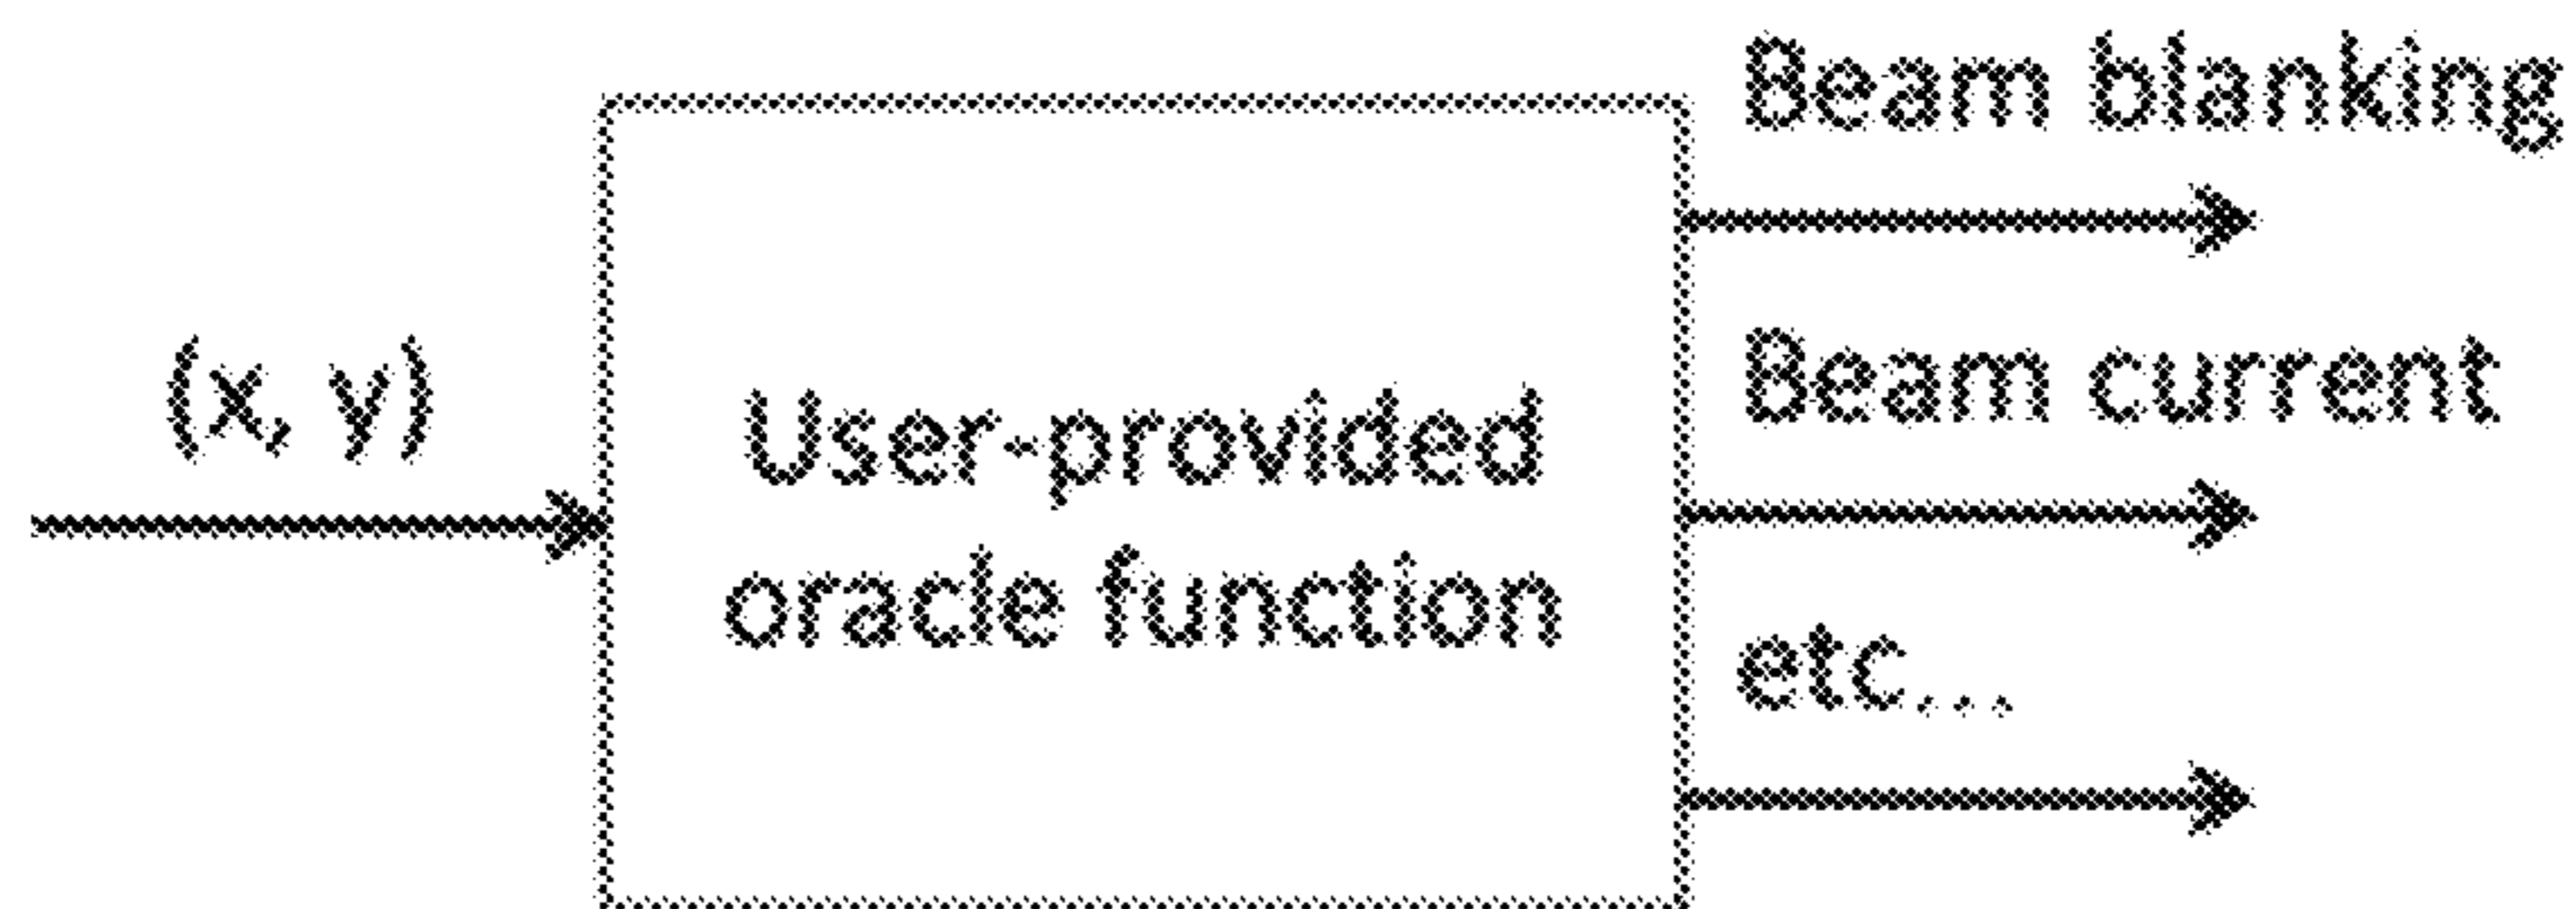 Beam blanking
(x, y)
Beam current
User-provided
oracle function
etc...